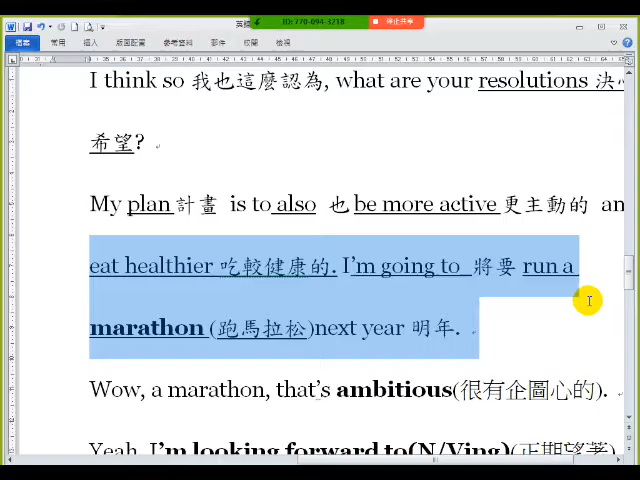 ID: 770-094-3218 停止共享
檔案 常用 插入 版面配置 參考資料 郵件 校閱 檢視
I think so 我也這麼認為, what are your resolutions 決
希望?
My plan 計畫 is to also 也 be more active 更主動的 an
eat healthier 吃較健康的. I'm going to 將要 run a
marathon (跑馬拉松)next year 明年.
Wow, a marathon, that's ambitious(很有企圖心的).
Yeah, I'm looking forward to(N/Ving)(正期望著)